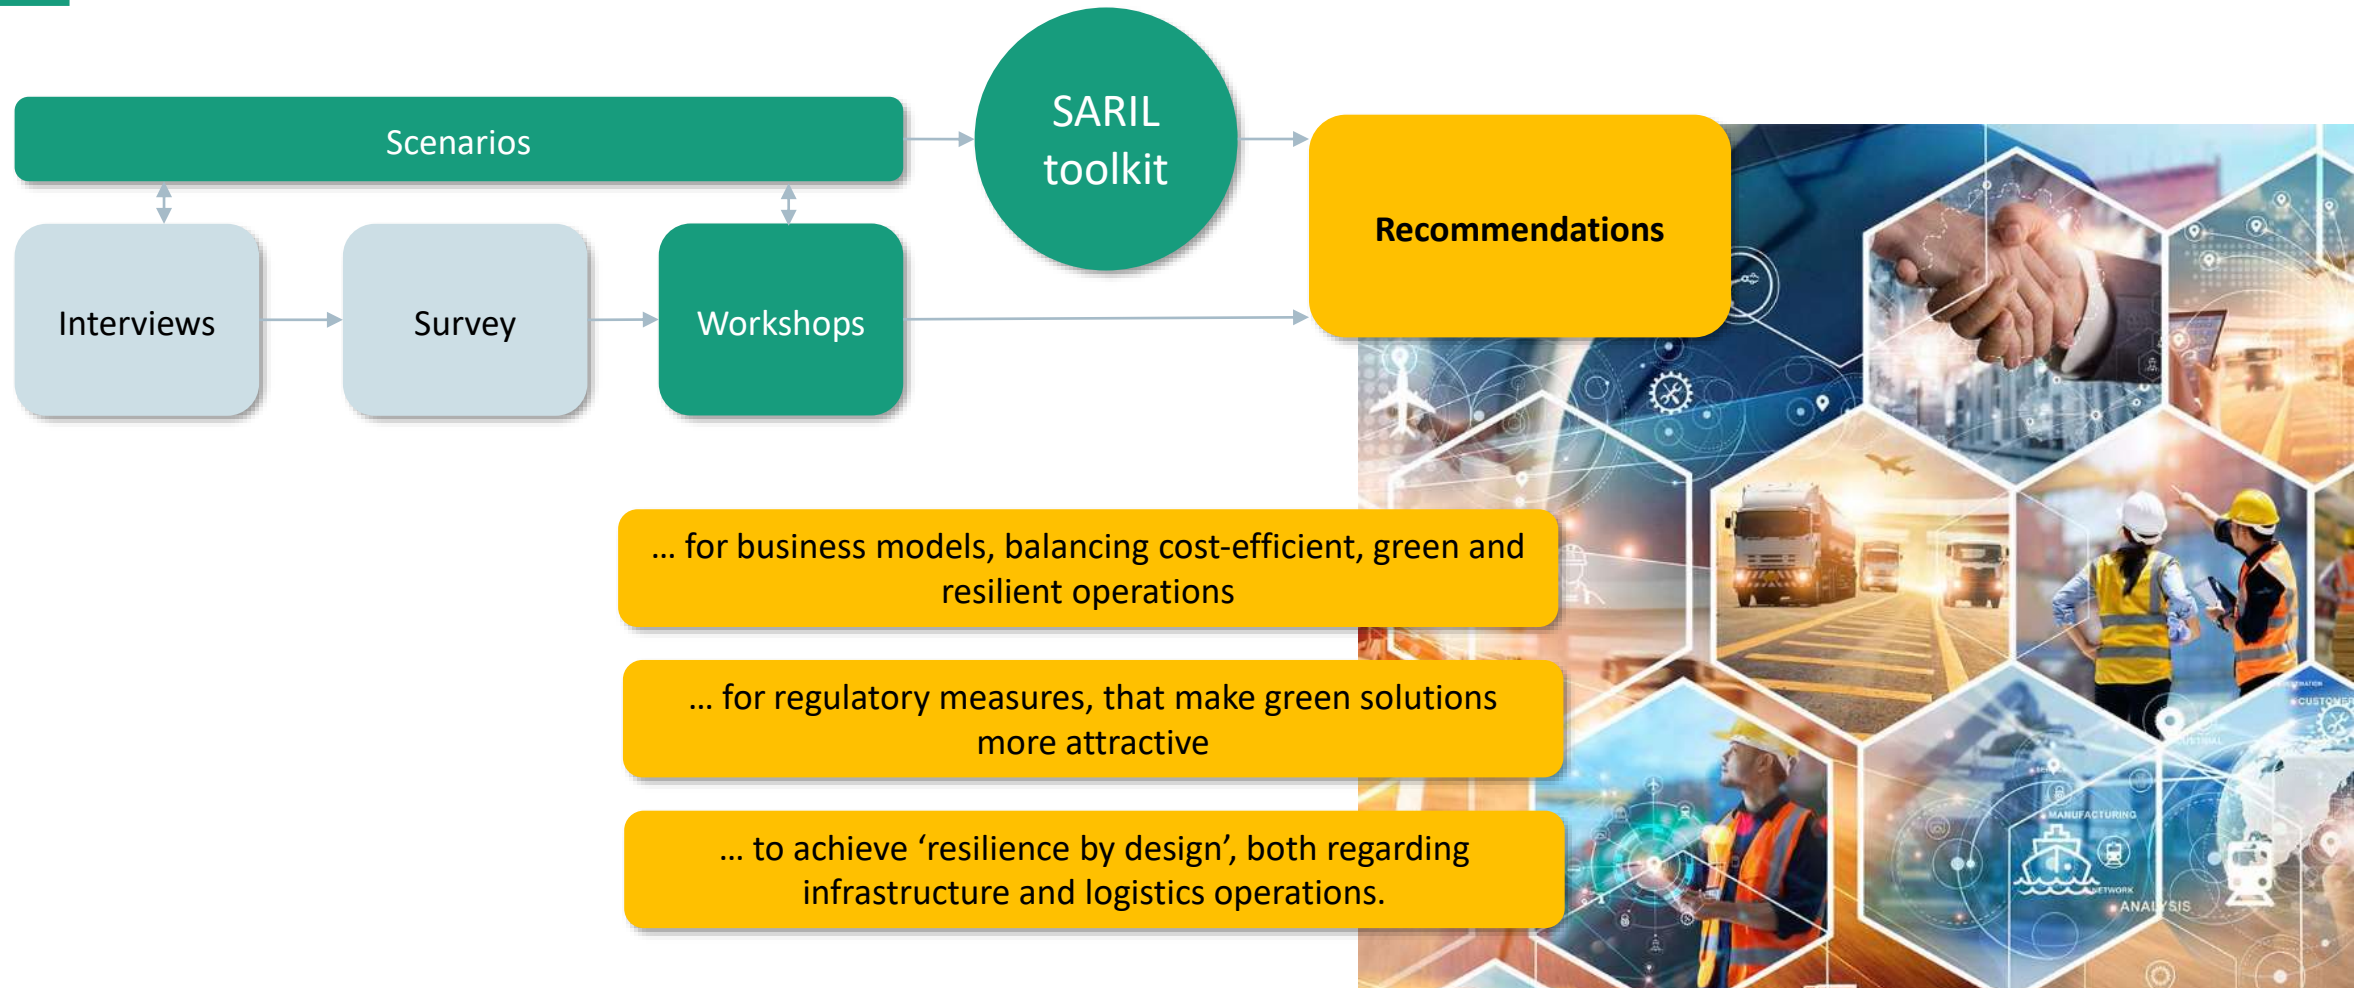 SARIL
toolkit
Scenarios
Recommendations
Interviews
Survey
Workshops
... for business models, balancing cost-efficient, green and
resilient operations
... for regulatory measures, that make green solutions
more attractive
... to achieve ‘resilience by design’, both regarding
infrastructure and logistics operations.
CUSTOMER
MANUFACTURING
NETWORK
ANALYSIS